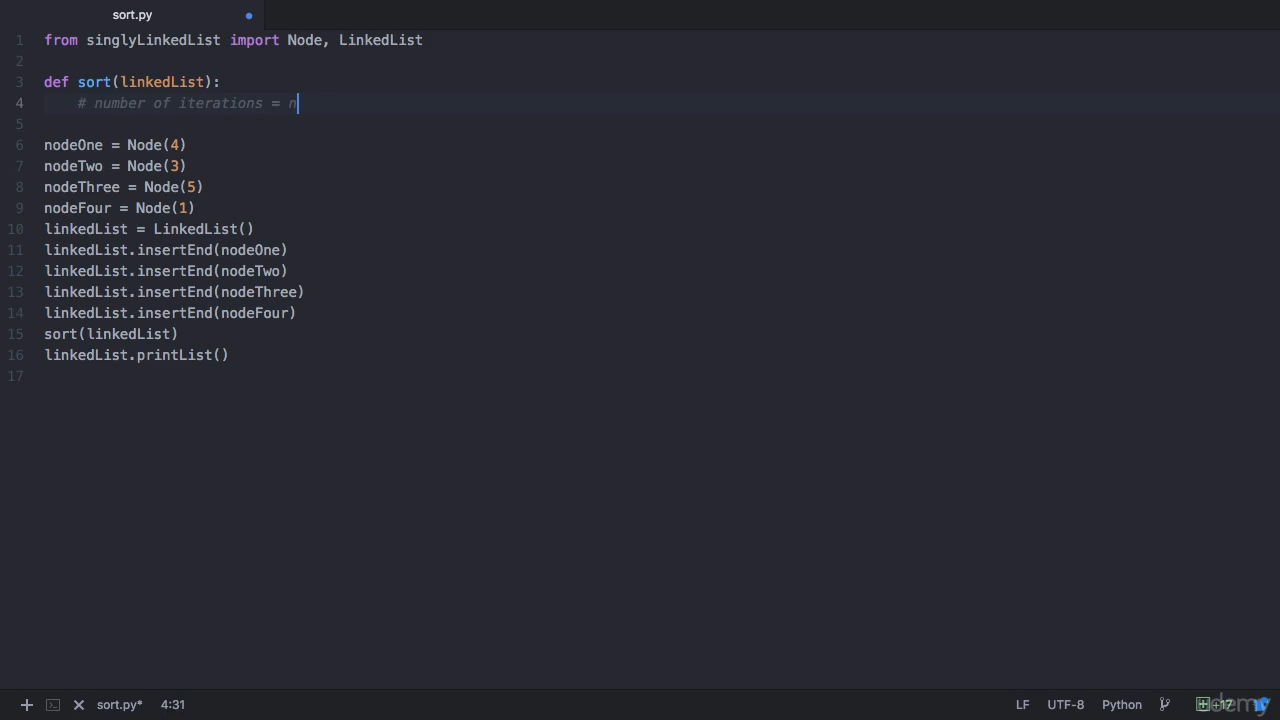 sort.py
1 from singlyLinkedList import Node, LinkedList
2
3 def sort(linkedList):
4 # number of iterations = n
5
6 nodeOne = Node(4)
7 nodeTwo = Node(3)
8 nodeThree = Node(5)
9 nodeFour = Node(1)
10 linkedList = LinkedList()
11 linkedList.insertEnd(nodeOne)
12 linkedList.insertEnd(nodeTwo)
13 linkedList.insertEnd(nodeThree)
14 linkedList.insertEnd(nodeFour)
15 sort(linkedList)
16 linkedList.printList()
17
sort.py* 4:31 LF UTF-8 Python +17 udemy